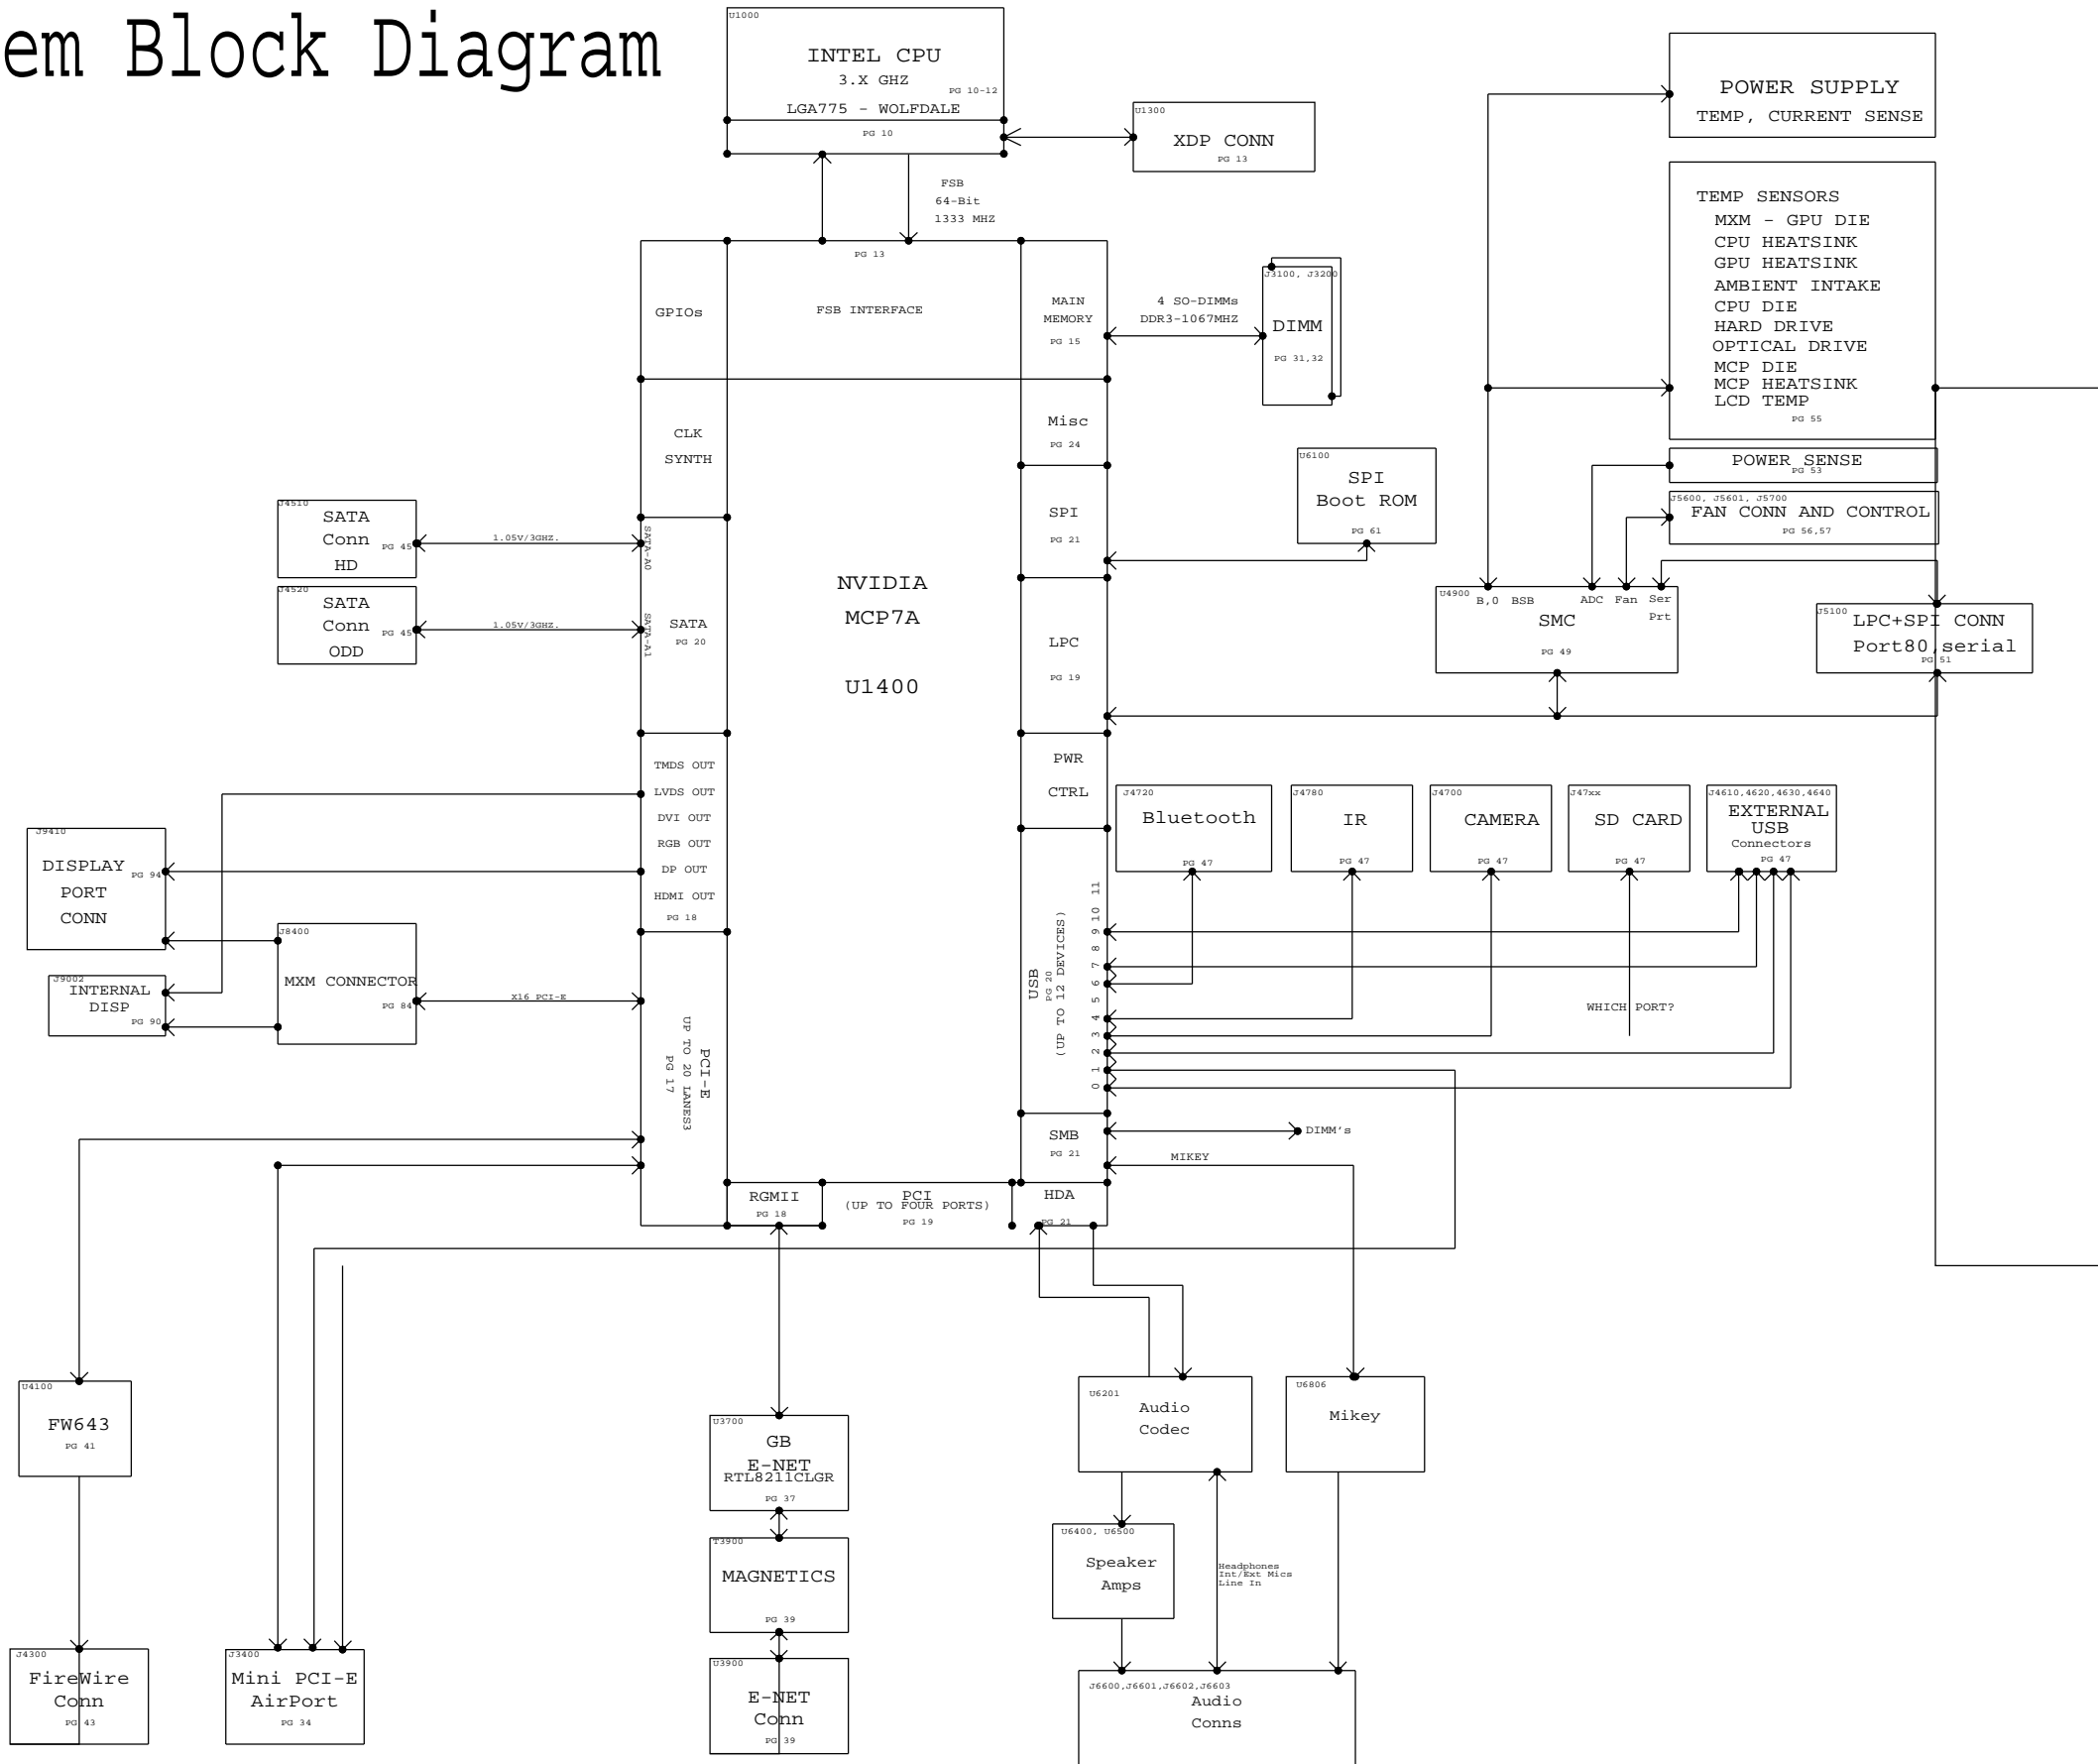 em Block Diagram
U1000
INTEL CPU
3.X GHZ
PG 10-12
LGA775 - WOLFDALE
PG 10
U1300
XDP CONN
PG 13
FSB
64-Bit
1333 MHZ
POWER SUPPLY
TEMP, CURRENT SENSE
TEMP SENSORS
MXM - GPU DIE
CPU HEATSINK
GPU HEATSINK
AMBIENT INTAKE
CPU DIE
HARD DRIVE
OPTICAL DRIVE
MCP DIE
MCP HEATSINK
LCD TEMP
PG 55
POWER SENSE
PG 53
J5600, J5601, J5700
FAN CONN AND CONTROL
PG 56,57
PG 13
GPIOs
FSB INTERFACE
MAIN
MEMORY
PG 15
4 SO-DIMMs
DDR3-1067MHZ
J3100, J3200
DIMM
PG 31,32
CLK
SYNTH
Misc
PG 24
SPI
PG 21
U6100
SPI
Boot ROM
PG 61
J4510
SATA
Conn
PG 45
HD
1.05V/3GHZ.
SATA-A0
J4520
SATA
Conn
PG 45
ODD
1.05V/3GHZ.
SATA-A1
SATA
PG 20
NVIDIA
MCP7A
U1400
LPC
PG 19
U4900
B,0
BSB
ADC
Fan
Ser
Prt
SMC
PG 49
J5100
LPC+SPI CONN
Port80,serial
PG 51
TMDS OUT
LVDS OUT
DVI OUT
RGB OUT
DP OUT
HDMI OUT
PG 18
PWR
CTRL
J4720
Bluetooth
PG 47
J4780
IR
PG 47
J4700
CAMERA
PG 47
J47xx
SD CARD
PG 47
J4610,4620,4630,4640
EXTERNAL
USB
Connectors
PG 47
J9410
DISPLAY
PG 94
PORT
CONN
J8400
MXM CONNECTOR
PG 84
X16 PCI-E
J9002
INTERNAL
DISP
PG 90
PCI-E
UP TO 20 LANES3
PG 17
USB
PG 20
(UP TO 12 DEVICES)
11
10
9
8
7
6
5
4
3
2
1
0
WHICH PORT?
SMB
PG 21
DIMM's
MIKEY
RGMII
PG 18
PCI
(UP TO FOUR PORTS)
PG 19
HDA
PG 21
U4100
FW643
PG 41
U3700
GB
E-NET
RTL8211CLGR
PG 37
U6201
Audio
Codec
U6806
Mikey
T3900
MAGNETICS
PG 39
U6400, U6500
Speaker
Amps
Headphones
Int/Ext Mics
Line In
J4300
FireWire
Conn
PG 43
J3400
Mini PCI-E
AirPort
PG 34
U3900
E-NET
Conn
PG 39
J6600,J6601,J6602,J6603
Audio
Conns